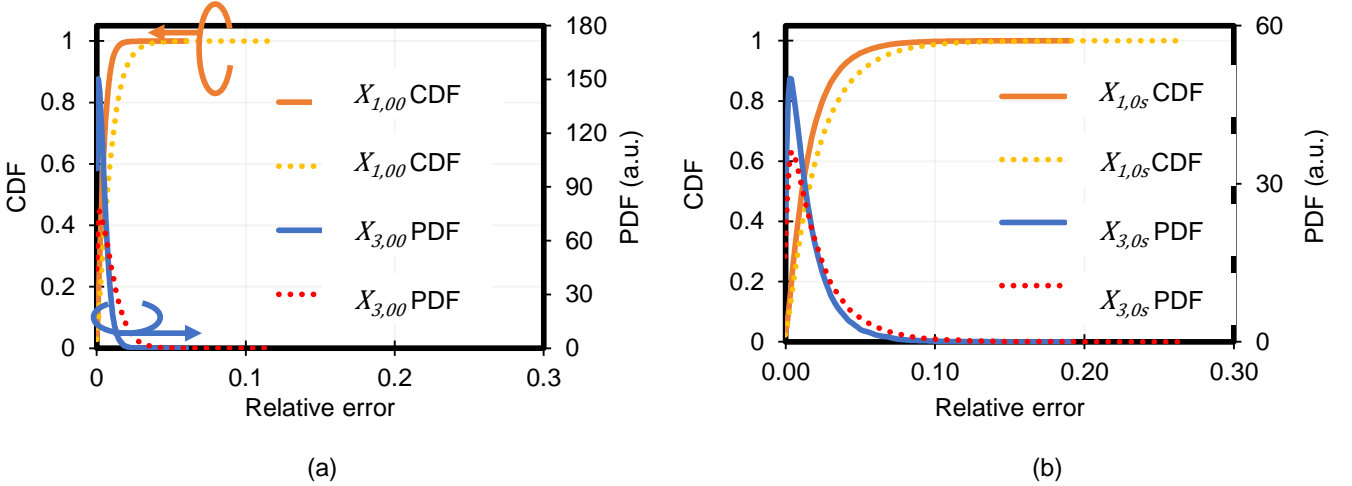 1
0.8
0.6
0.4
0.2
0
CDF
0
0.1
0.2
0.3
Relative error
180
150
120
90
60
30
0
PDF (a.u.)
X1,00 CDF
X1,00 CDF
X3,00 PDF
X3,00 PDF
(a)
1
0.8
0.6
0.4
0.2
0
CDF
0.00
0.10
0.20
0.30
Relative error
60
30
0
PDF (a.u.)
X1,0s CDF
X1,0s CDF
X3,0s PDF
X3,0s PDF
(b)